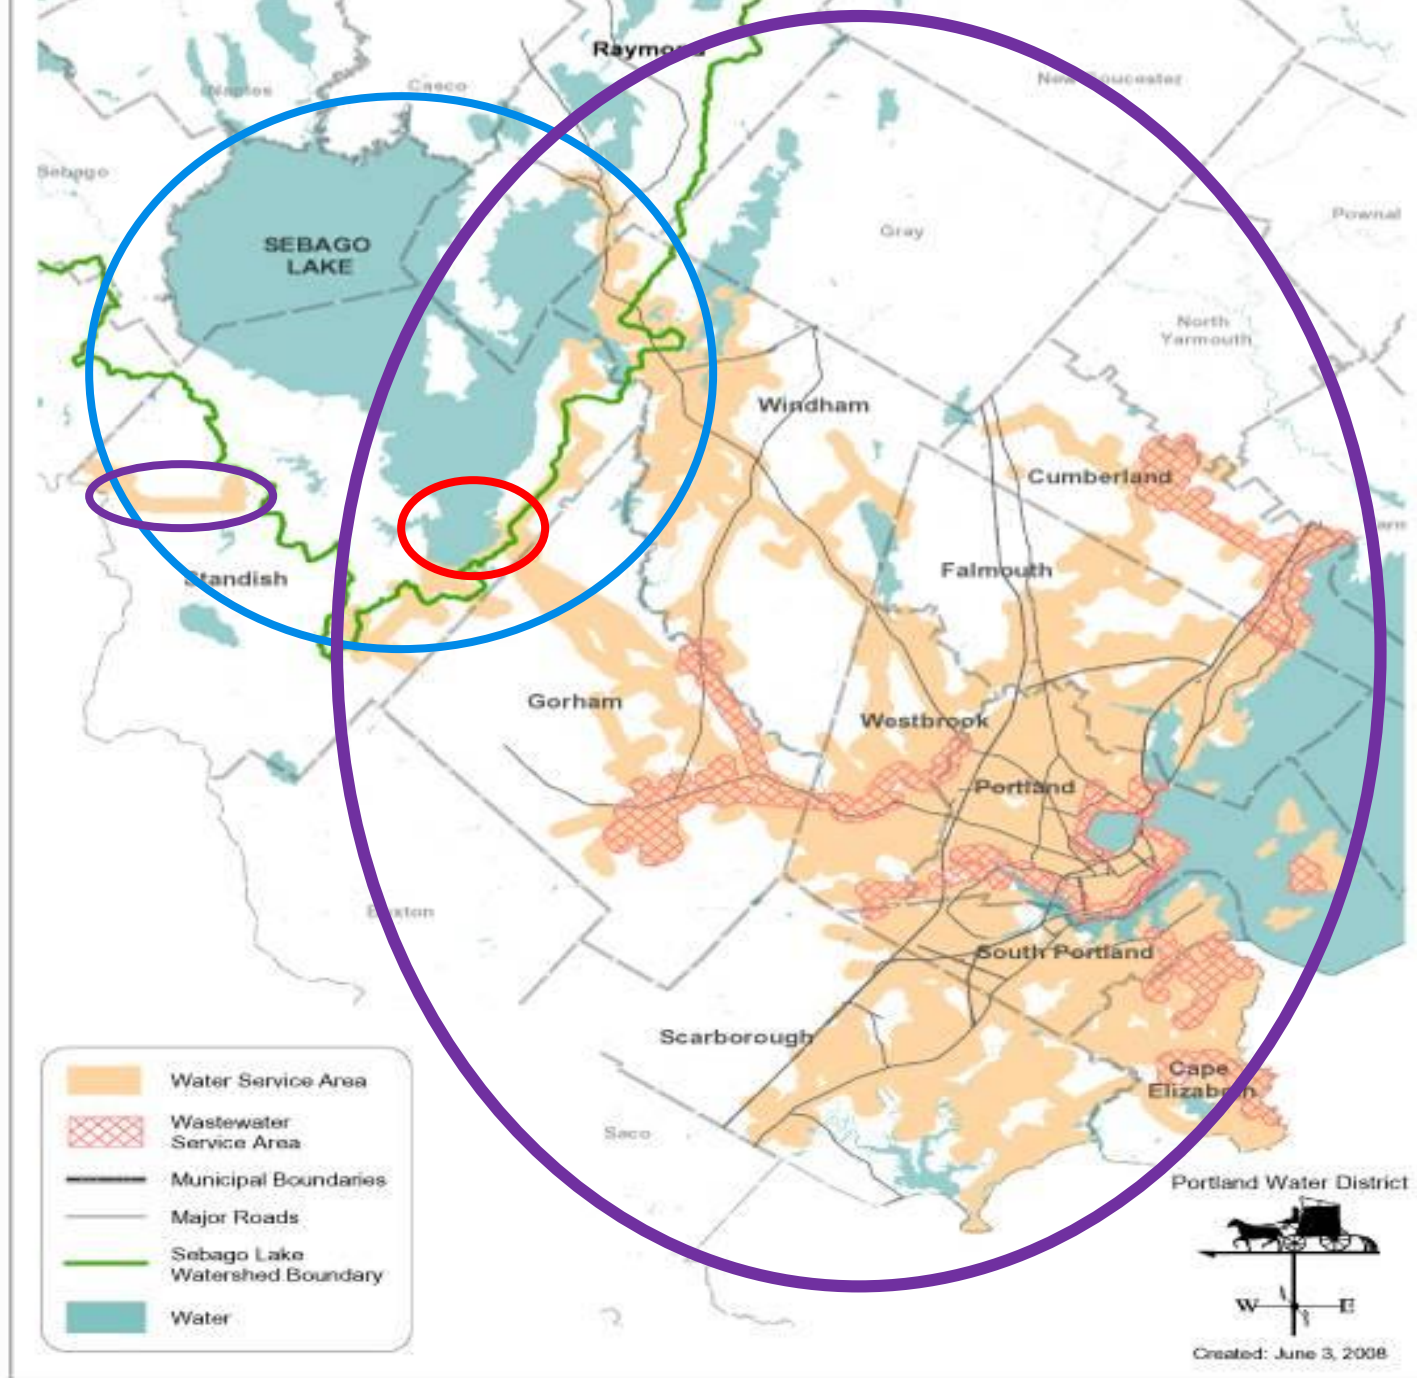 Raymond
Naples
Casco
New Gloucester
Sebago
SEBAGO
LAKE
Gray
Pownal
North
Yarmouth
Windham
Cumberland
Standish
Falmouth
Gorham
Westbrook
Portland
Buxton
South Portland
Scarborough
Cape
Elizabeth
Saco
Water Service Area
Wastewater
Service Area
Municipal Boundaries
Major Roads
Sebago Lake
Watershed Boundary
Water
Portland Water District
W E
Created: June 3, 2008